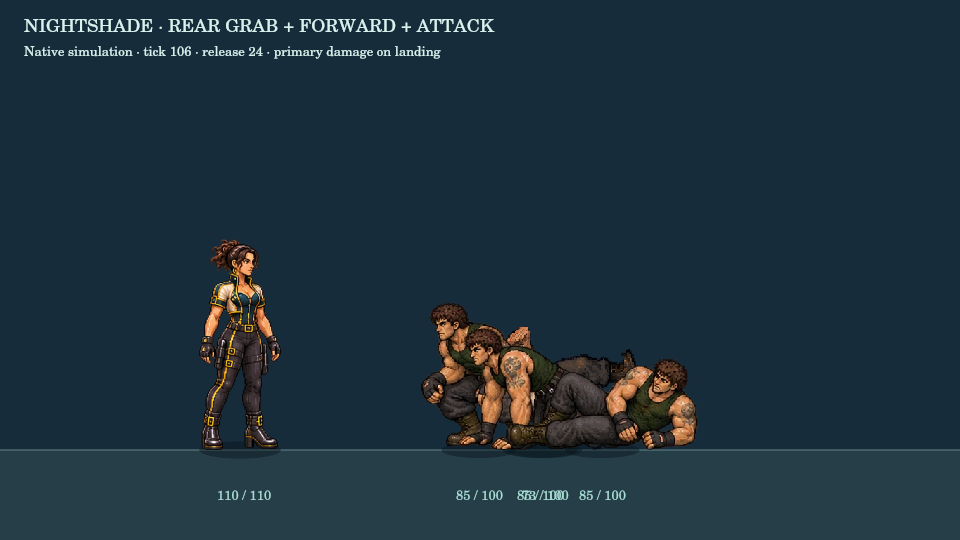 NIGHTSHADE · REAR GRAB + FORWARD + ATTACK
Native simulation · tick 106 · release 24 · primary damage on landing
110 / 110 85 / 100 85 / 100